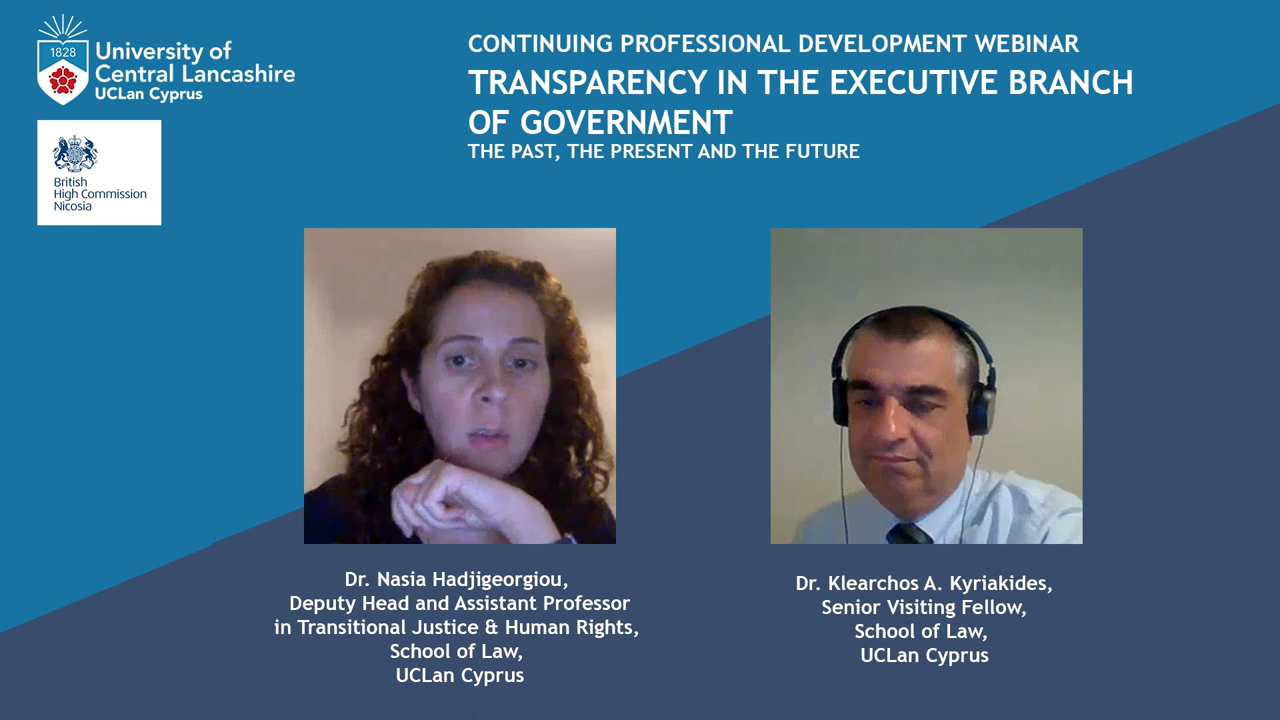 1828
University of
Central Lancashire
UCLan Cyprus
British
High Commission
Nicosia
CONTINUING PROFESSIONAL DEVELOPMENT WEBINAR
TRANSPARENCY IN THE EXECUTIVE BRANCH
OF GOVERNMENT
THE PAST, THE PRESENT AND THE FUTURE
Dr. Nasia Hadjigeorgiou,
Deputy Head and Assistant Professor
in Transitional Justice & Human Rights,
School of Law,
UCLan Cyprus
Dr. Klearchos A. Kyriakides,
Senior Visiting Fellow,
School of Law,
UCLan Cyprus